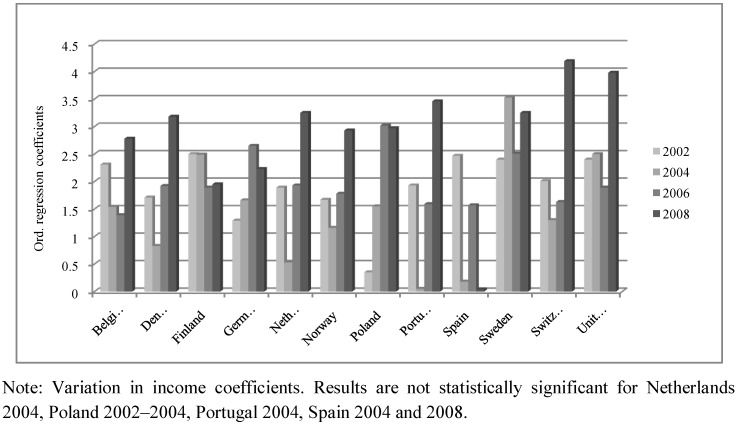 4.5
4
3.5
3
2.5
2
1.5
1
0.5
0
Ord. regression coefficients
Belgi..
Den..
Finland
Germ..
Neth..
Norway
Poland
Portu..
Spain
Sweden
Switz..
Unit...
2002
2004
2006
2008
Note: Variation in income coefficients. Results are not statistically significant for Netherlands
2004, Poland 2002–2004, Portugal 2004, Spain 2004 and 2008.